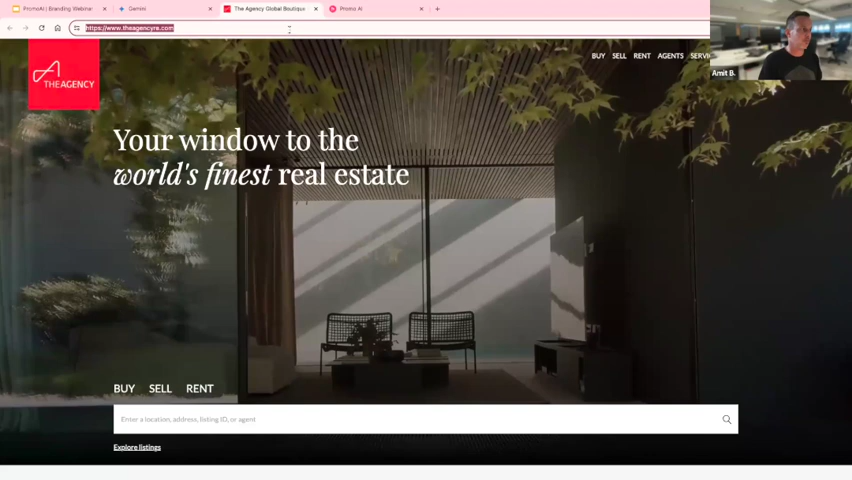 PromoAI | Branding Webinar
Gemini
The Agency Global Boutique
Promo AI
https://www.theagencyre.com
THEAGENCY
BUY SELL RENT AGENTS
Amit B.
Your window to the
world's finest real estate
BUY SELL RENT
Enter a location, address, listing ID, or agent
Explore listings